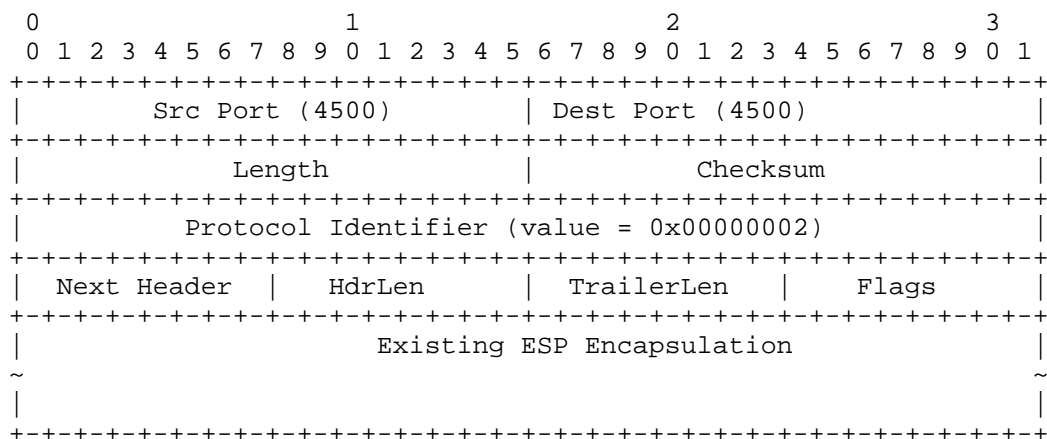 0                   1                   2                   3
0 1 2 3 4 5 6 7 8 9 0 1 2 3 4 5 6 7 8 9 0 1 2 3 4 5 6 7 8 9 0 1
+-+-+-+-+-+-+-+-+-+-+-+-+-+-+-+-+-+-+-+-+-+-+-+-+-+-+-+-+-+-+-+-+
|        Src Port (4500)        | Dest Port (4500)              |
+-+-+-+-+-+-+-+-+-+-+-+-+-+-+-+-+-+-+-+-+-+-+-+-+-+-+-+-+-+-+-+-+
|             Length            |          Checksum             |
+-+-+-+-+-+-+-+-+-+-+-+-+-+-+-+-+-+-+-+-+-+-+-+-+-+-+-+-+-+-+-+-+
|          Protocol Identifier (value = 0x00000002)             |
+-+-+-+-+-+-+-+-+-+-+-+-+-+-+-+-+-+-+-+-+-+-+-+-+-+-+-+-+-+-+-+-+
|  Next Header  |   HdrLen      |  TrailerLen   |    Flags      |
+-+-+-+-+-+-+-+-+-+-+-+-+-+-+-+-+-+-+-+-+-+-+-+-+-+-+-+-+-+-+-+-+
|                      Existing ESP Encapsulation               |
~                                                               ~
|                                                               |
+-+-+-+-+-+-+-+-+-+-+-+-+-+-+-+-+-+-+-+-+-+-+-+-+-+-+-+-+-+-+-+-+